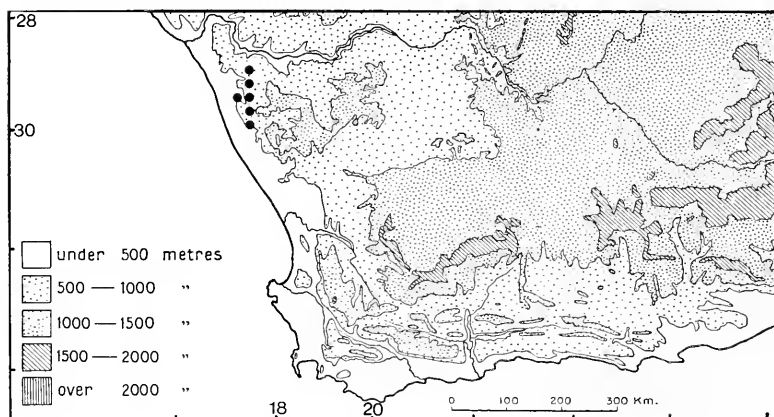 28
30
under 500 metres
500 — 1000 "
1000 — 1500 "
1500 — 2000 "
over 2000 "
18 20
0 100 200 300 Km.